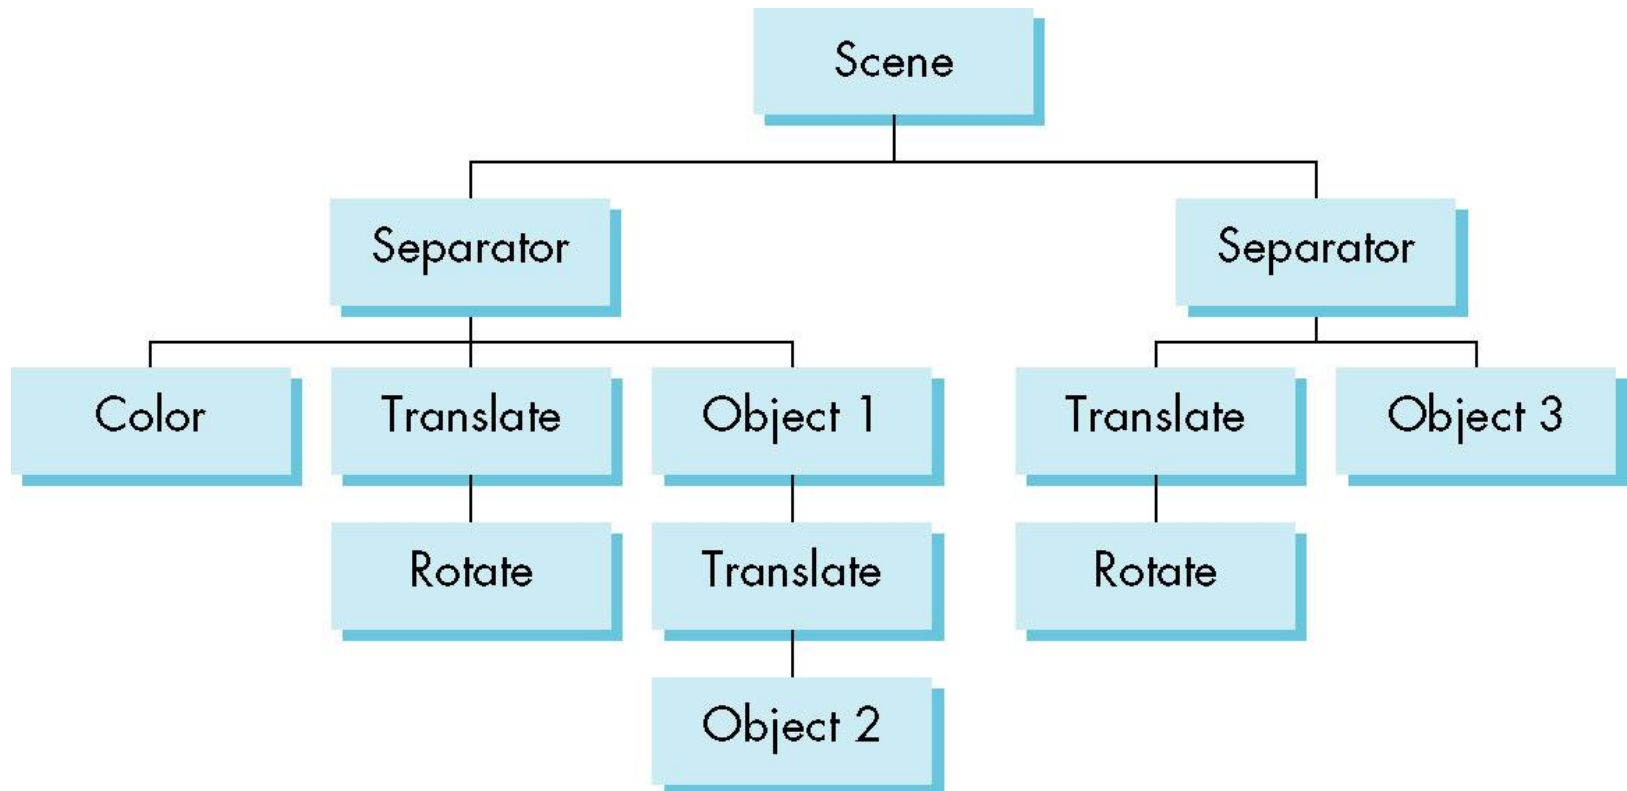 Scene
Separator
Separator
Color
Translate
Object 1
Translate
Object 3
Rotate
Translate
Rotate
Object 2